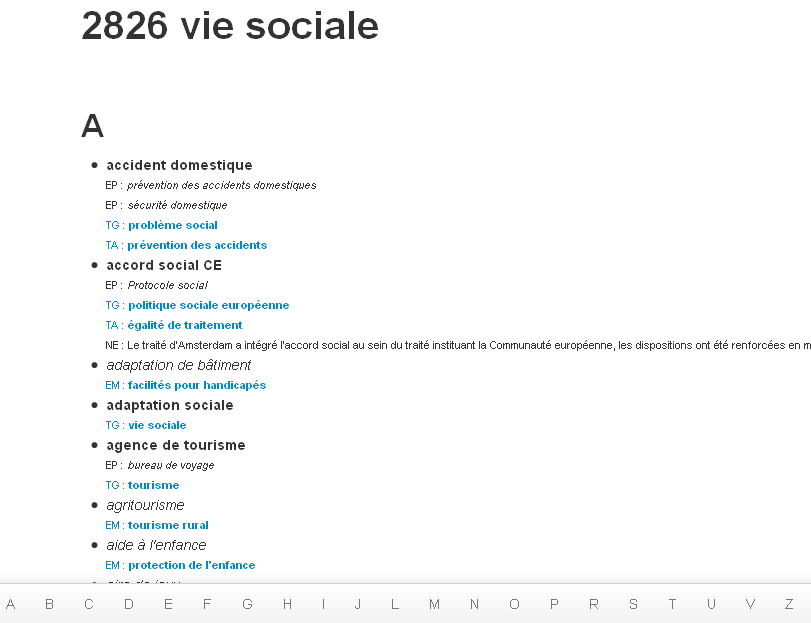 2826 vie sociale
A
accident domestique
EP : prévention des accidents domestiques
EP : sécurité domestique
TG : problème social
TA : prévention des accidents
accord social CE
EP : Protocole social
TG : politique sociale européenne
TA : égalité de traitement
NE : Le traité d'Amsterdam a intégré l'accord social au sein du traité instituant la Communauté européenne, les dispositions ont été renforcées en m
adaptation de bâtiment
EM : facilités pour handicapés
adaptation sociale
TG : vie sociale
agence de tourisme
EP : bureau de voyage
TG : tourisme
agritourisme
EM : tourisme rural
aide à l'enfance
EM : protection de l'enfance
A B C D E F G H I J L M N O P R S T U V Z